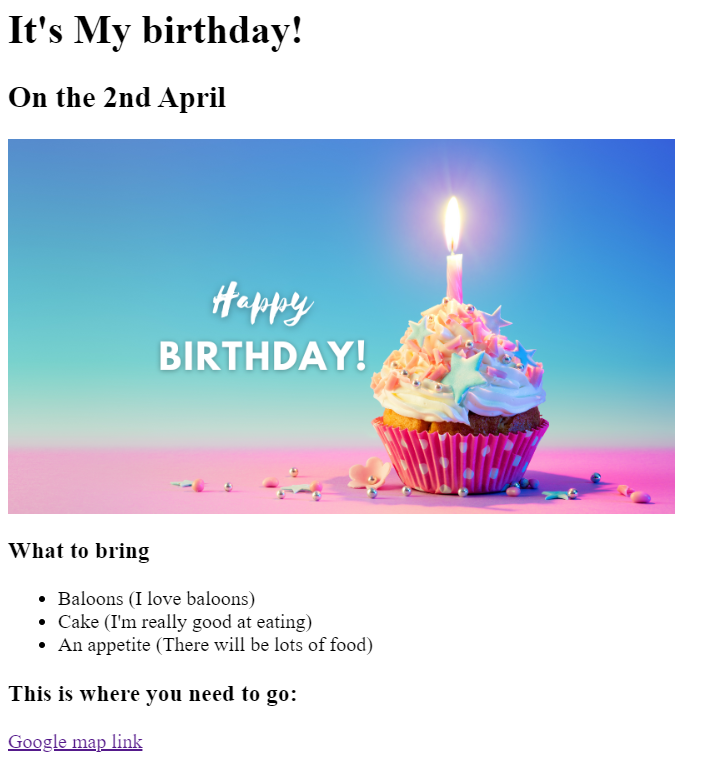 It's My birthday!
On the 2nd April
Happy
BIRTHDAY!
What to bring
Baloons (I love baloons)
Cake (I'm really good at eating)
An appetite (There will be lots of food)
This is where you need to go:
Google map link